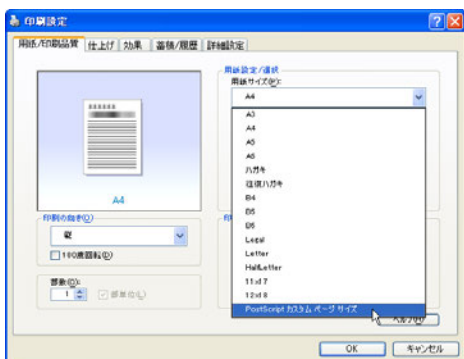 印刷設定
用紙/印刷品質 仕上げ 効果 蓄積/履歴 詳細設定
用紙設定/選択
用紙サイズ(P):
A4
A3
A4
A5
A6
ハガキ
往復ハガキ
B4
B5
B6
Legal
Letter
HalfLetter
11x17
12x18
PostScript カスタム ページ サイズ
A4
印刷の向き(O)
縦
180度回転(D)
部数(C):
1
部単位(L)
ヘルプ(H)
OK キャンセル